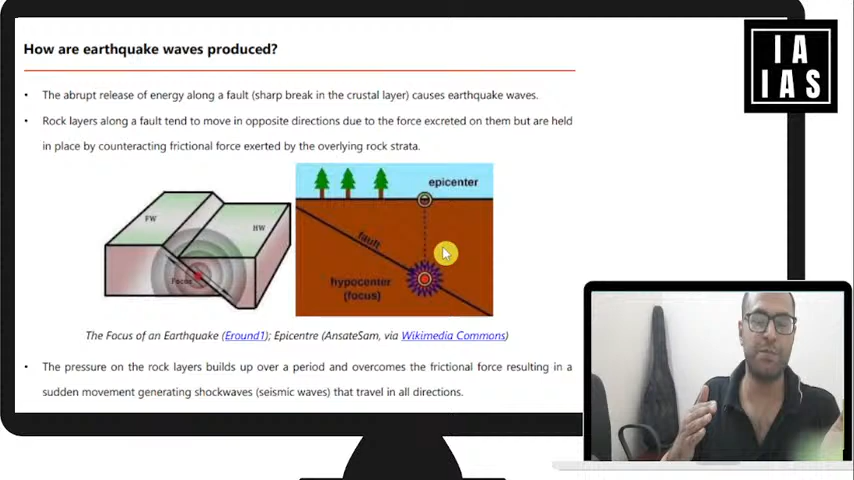 How are earthquake waves produced?
IA
IAS
• The abrupt release of energy along a fault (sharp break in the crustal layer) causes earthquake waves.
• Rock layers along a fault tend to move in opposite directions due to the force excreted on them but are held
in place by counteracting frictional force exerted by the overlying rock strata.
FW
HW
Focus
epicenter
fault
hypocenter
(focus)
The Focus of an Earthquake (Eround1); Epicentre (AnsateSam, via Wikimedia Commons)
• The pressure on the rock layers builds up over a period and overcomes the frictional force resulting in a
sudden movement generating shockwaves (seismic waves) that travel in all directions.